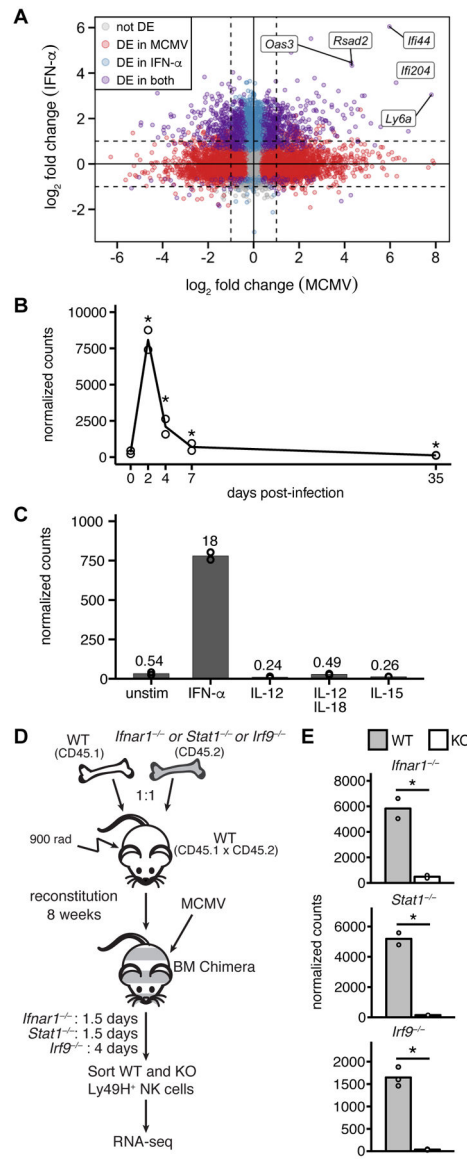 A
not DE
DE in MCMV
DE in IFN-α
DE in both
Oas3
Rsad2
Ifi44
Ifi204
Ly6a
log2 fold change (IFN-α)
6
4
2
0
-2
-6 -4 -2 0 2 4 6 8
log2 fold change (MCMV)
B
normalized counts
10000
7500
5000
2500
0
*
*
*
*
0 2 4 7 35
days post-infection
C
normalized counts
1000
750
500
250
0
0.54
18
0.24
0.49
0.26
unstim IFN-α IL-12 IL-12 IL-15
IL-18
D
WT
(CD45.1)
Ifnar1–/– or Stat1–/– or Irf9–/–
(CD45.2)
1:1
900 rad
WT
(CD45.1 x CD45.2)
reconstitution
8 weeks
MCMV
BM Chimera
Ifnar1–/– : 1.5 days
Stat1–/– : 1.5 days
Irf9–/– : 4 days
Sort WT and KO
Ly49H+ NK cells
RNA-seq
E
WT KO
normalized counts
Ifnar1–/–
8000
6000
4000
2000
0
*
Stat1–/–
6000
4000
2000
0
*
Irf9–/–
2000
1500
1000
500
0
*